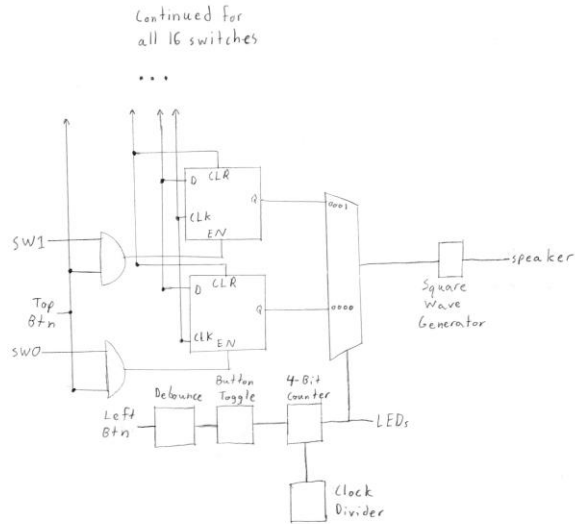 Continued for
all 16 switches
...
CLR
D
Q
CLK
EN
0001
SW1
speaker
Square
Wave
Generator
CLR
D
Q
CLK
EN
0000
Top
Btn
SW0
Debounce
Button
Toggle
4-Bit
Counter
Left
Btn
LEDs
Clock
Divider